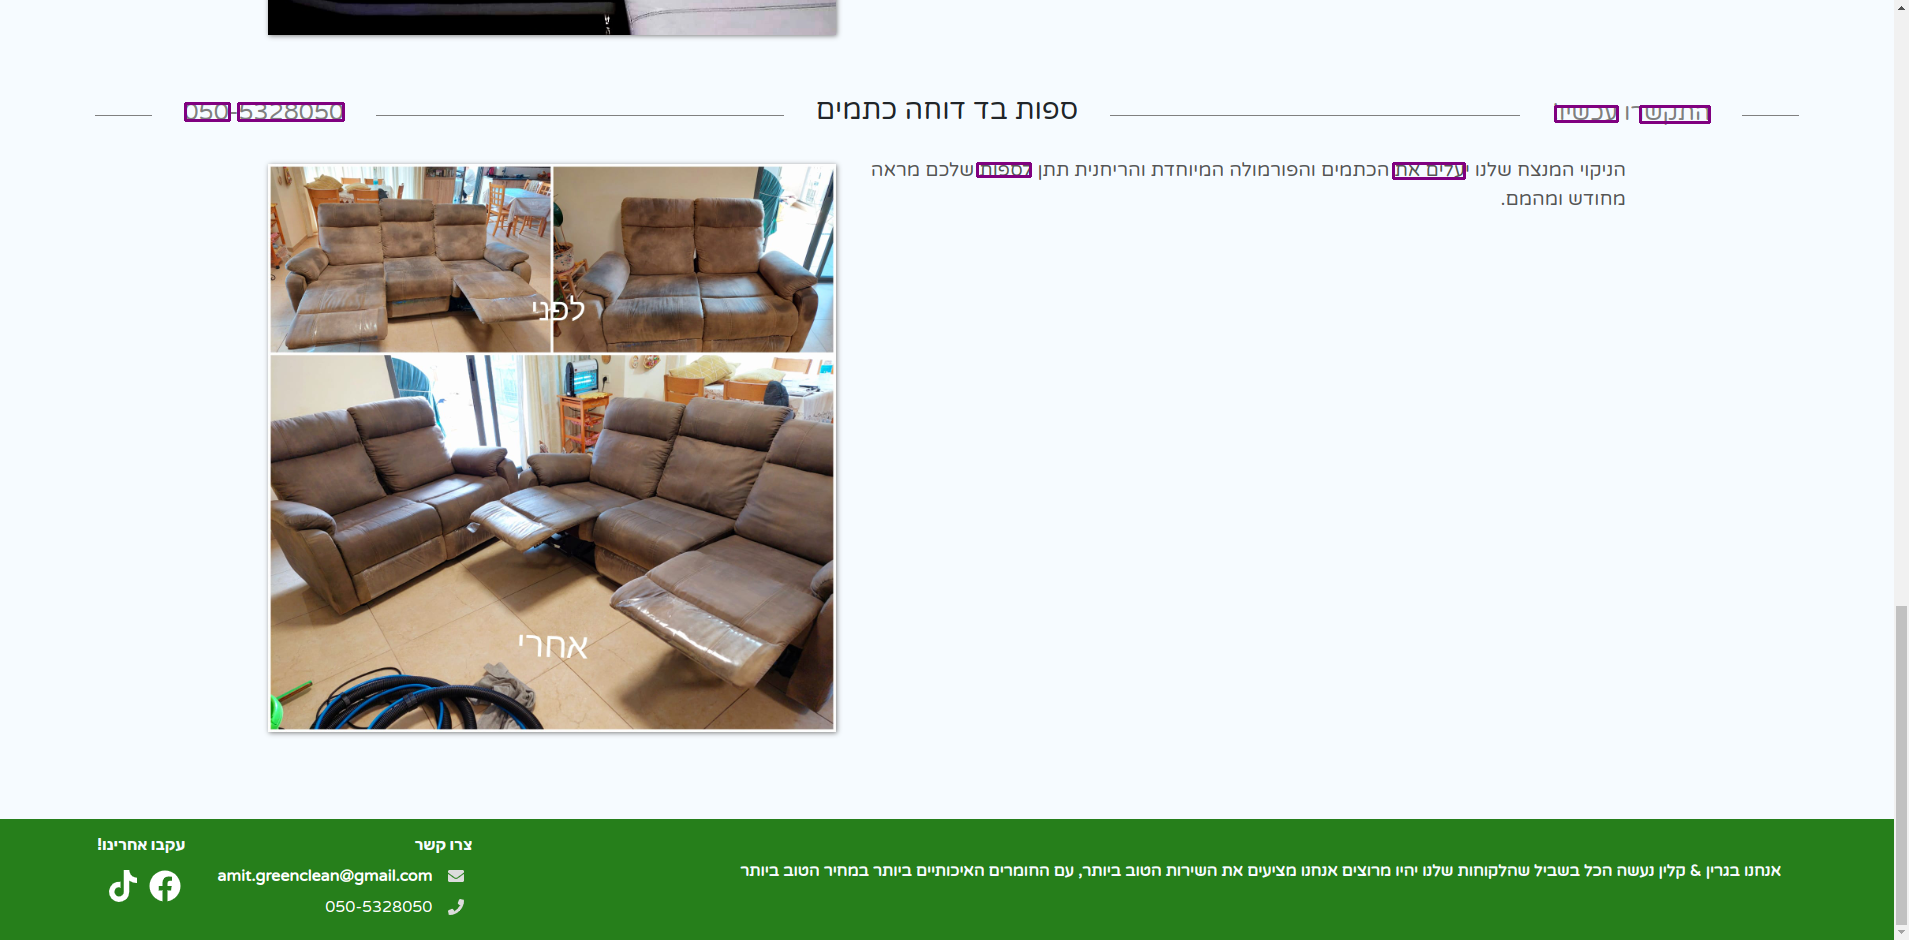 התקשרו עכשיו!
ספות בד דוחה כתמים
050-5328050
הניקוי המנצח שלנו יעלים את הכתמים והפורמולה המיוחדת והריחנית תתן לספות שלכם מראה
מחודש ומהמם.
לפני
אחרי
אנחנו בגרין & קלין נעשה הכל בשביל שהלקוחות שלנו יהיו מרוצים אנחנו מציעים את השירות הטוב ביותר, עם החומרים האיכותיים ביותר במחיר הטוב ביותר
צרו קשר
amit.greenclean@gmail.com
050-5328050
עקבו אחרינו!